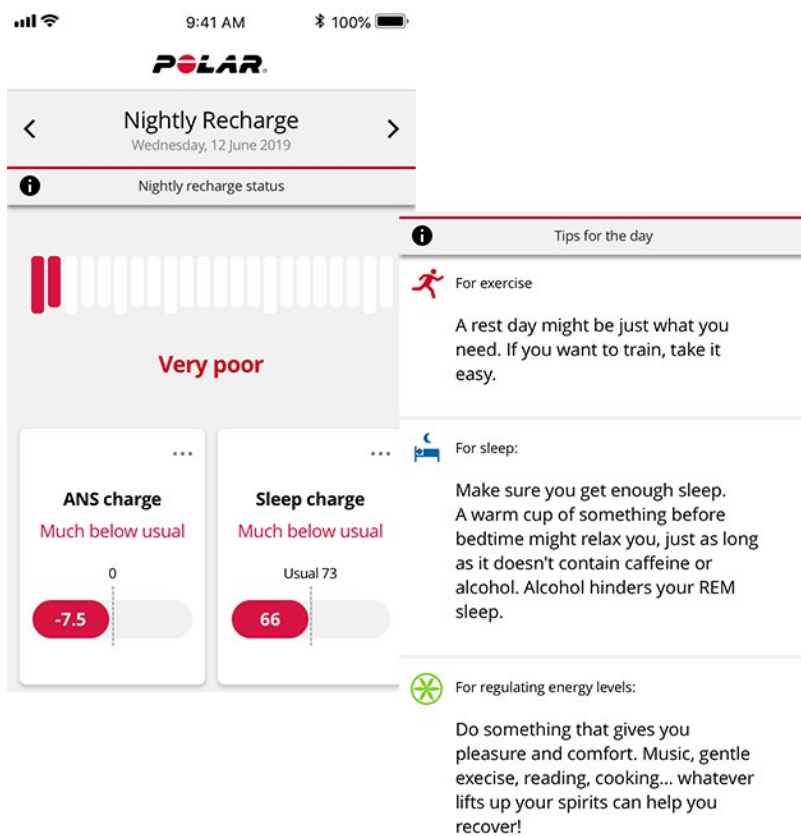 9:41 AM
100%
POLAR
Nightly Recharge
Wednesday, 12 June 2019
Nightly recharge status
Very poor
ANS charge
Much below usual
0
-7.5
Sleep charge
Much below usual
Usual 73
66
Tips for the day
For exercise
A rest day might be just what you
need. If you want to train, take it
easy.
For sleep:
Make sure you get enough sleep.
A warm cup of something before
bedtime might relax you, just as long
as it doesn't contain caffeine or
alcohol. Alcohol hinders your REM
sleep.
For regulating energy levels:
Do something that gives you
pleasure and comfort. Music, gentle
execise, reading, cooking... whatever
lifts up your spirits can help you
recover!